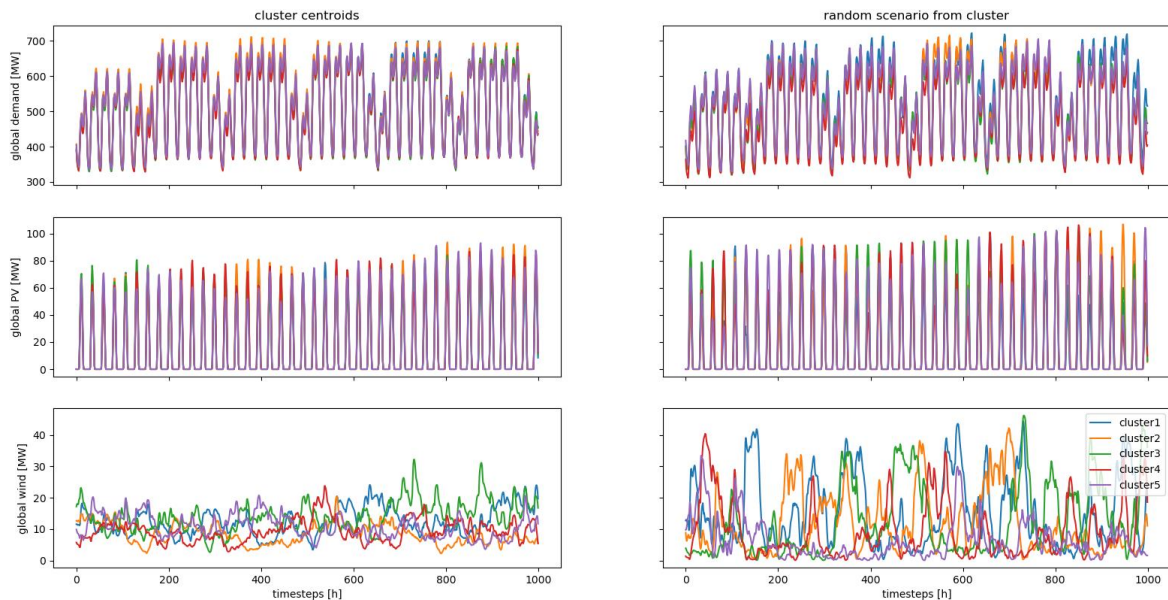 cluster centroids
random scenario from cluster
global demand [MW]
700
600
500
400
300
global PV [MW]
100
80
60
40
20
0
global wind [MW]
40
30
20
10
0
cluster1
cluster2
cluster3
cluster4
cluster5
0
200
400
600
800
1000
timesteps [h]
0
200
400
600
800
1000
timesteps [h]